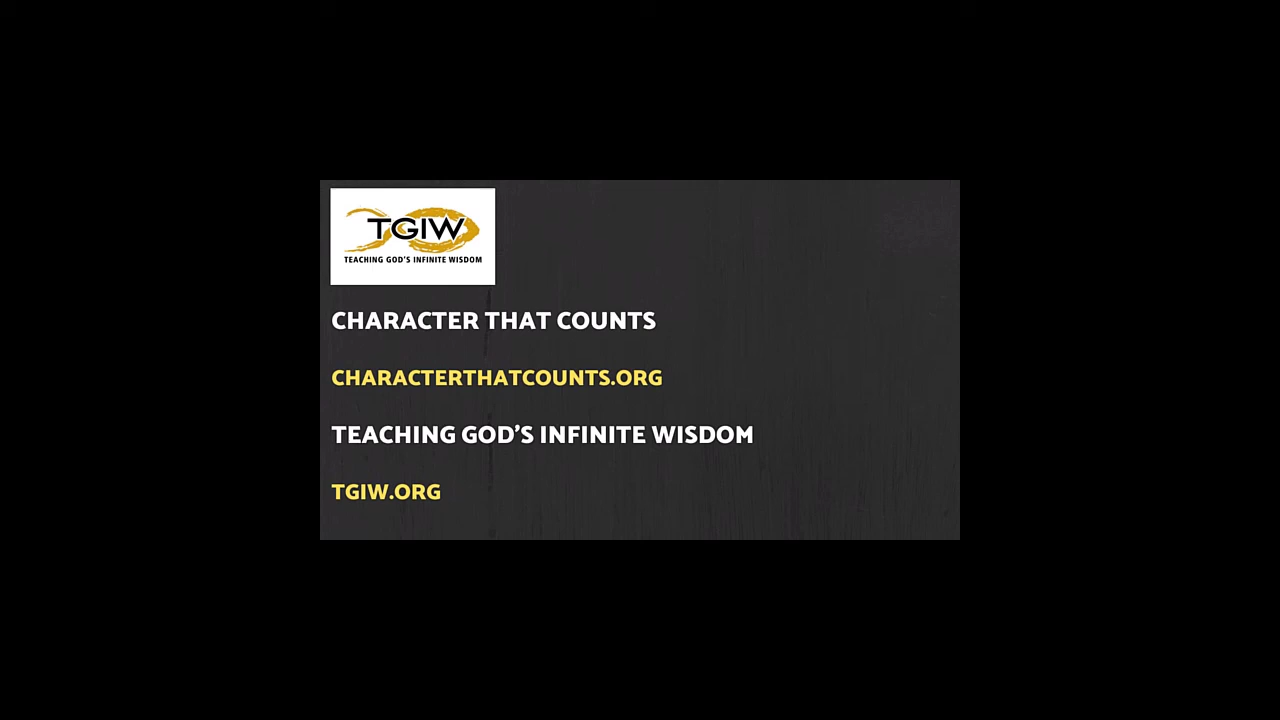 TGIW
TEACHING GOD'S INFINITE WISDOM
CHARACTER THAT COUNTS
CHARACTERTHATCOUNTS.ORG
TEACHING GOD’S INFINITE WISDOM
TGIW.ORG